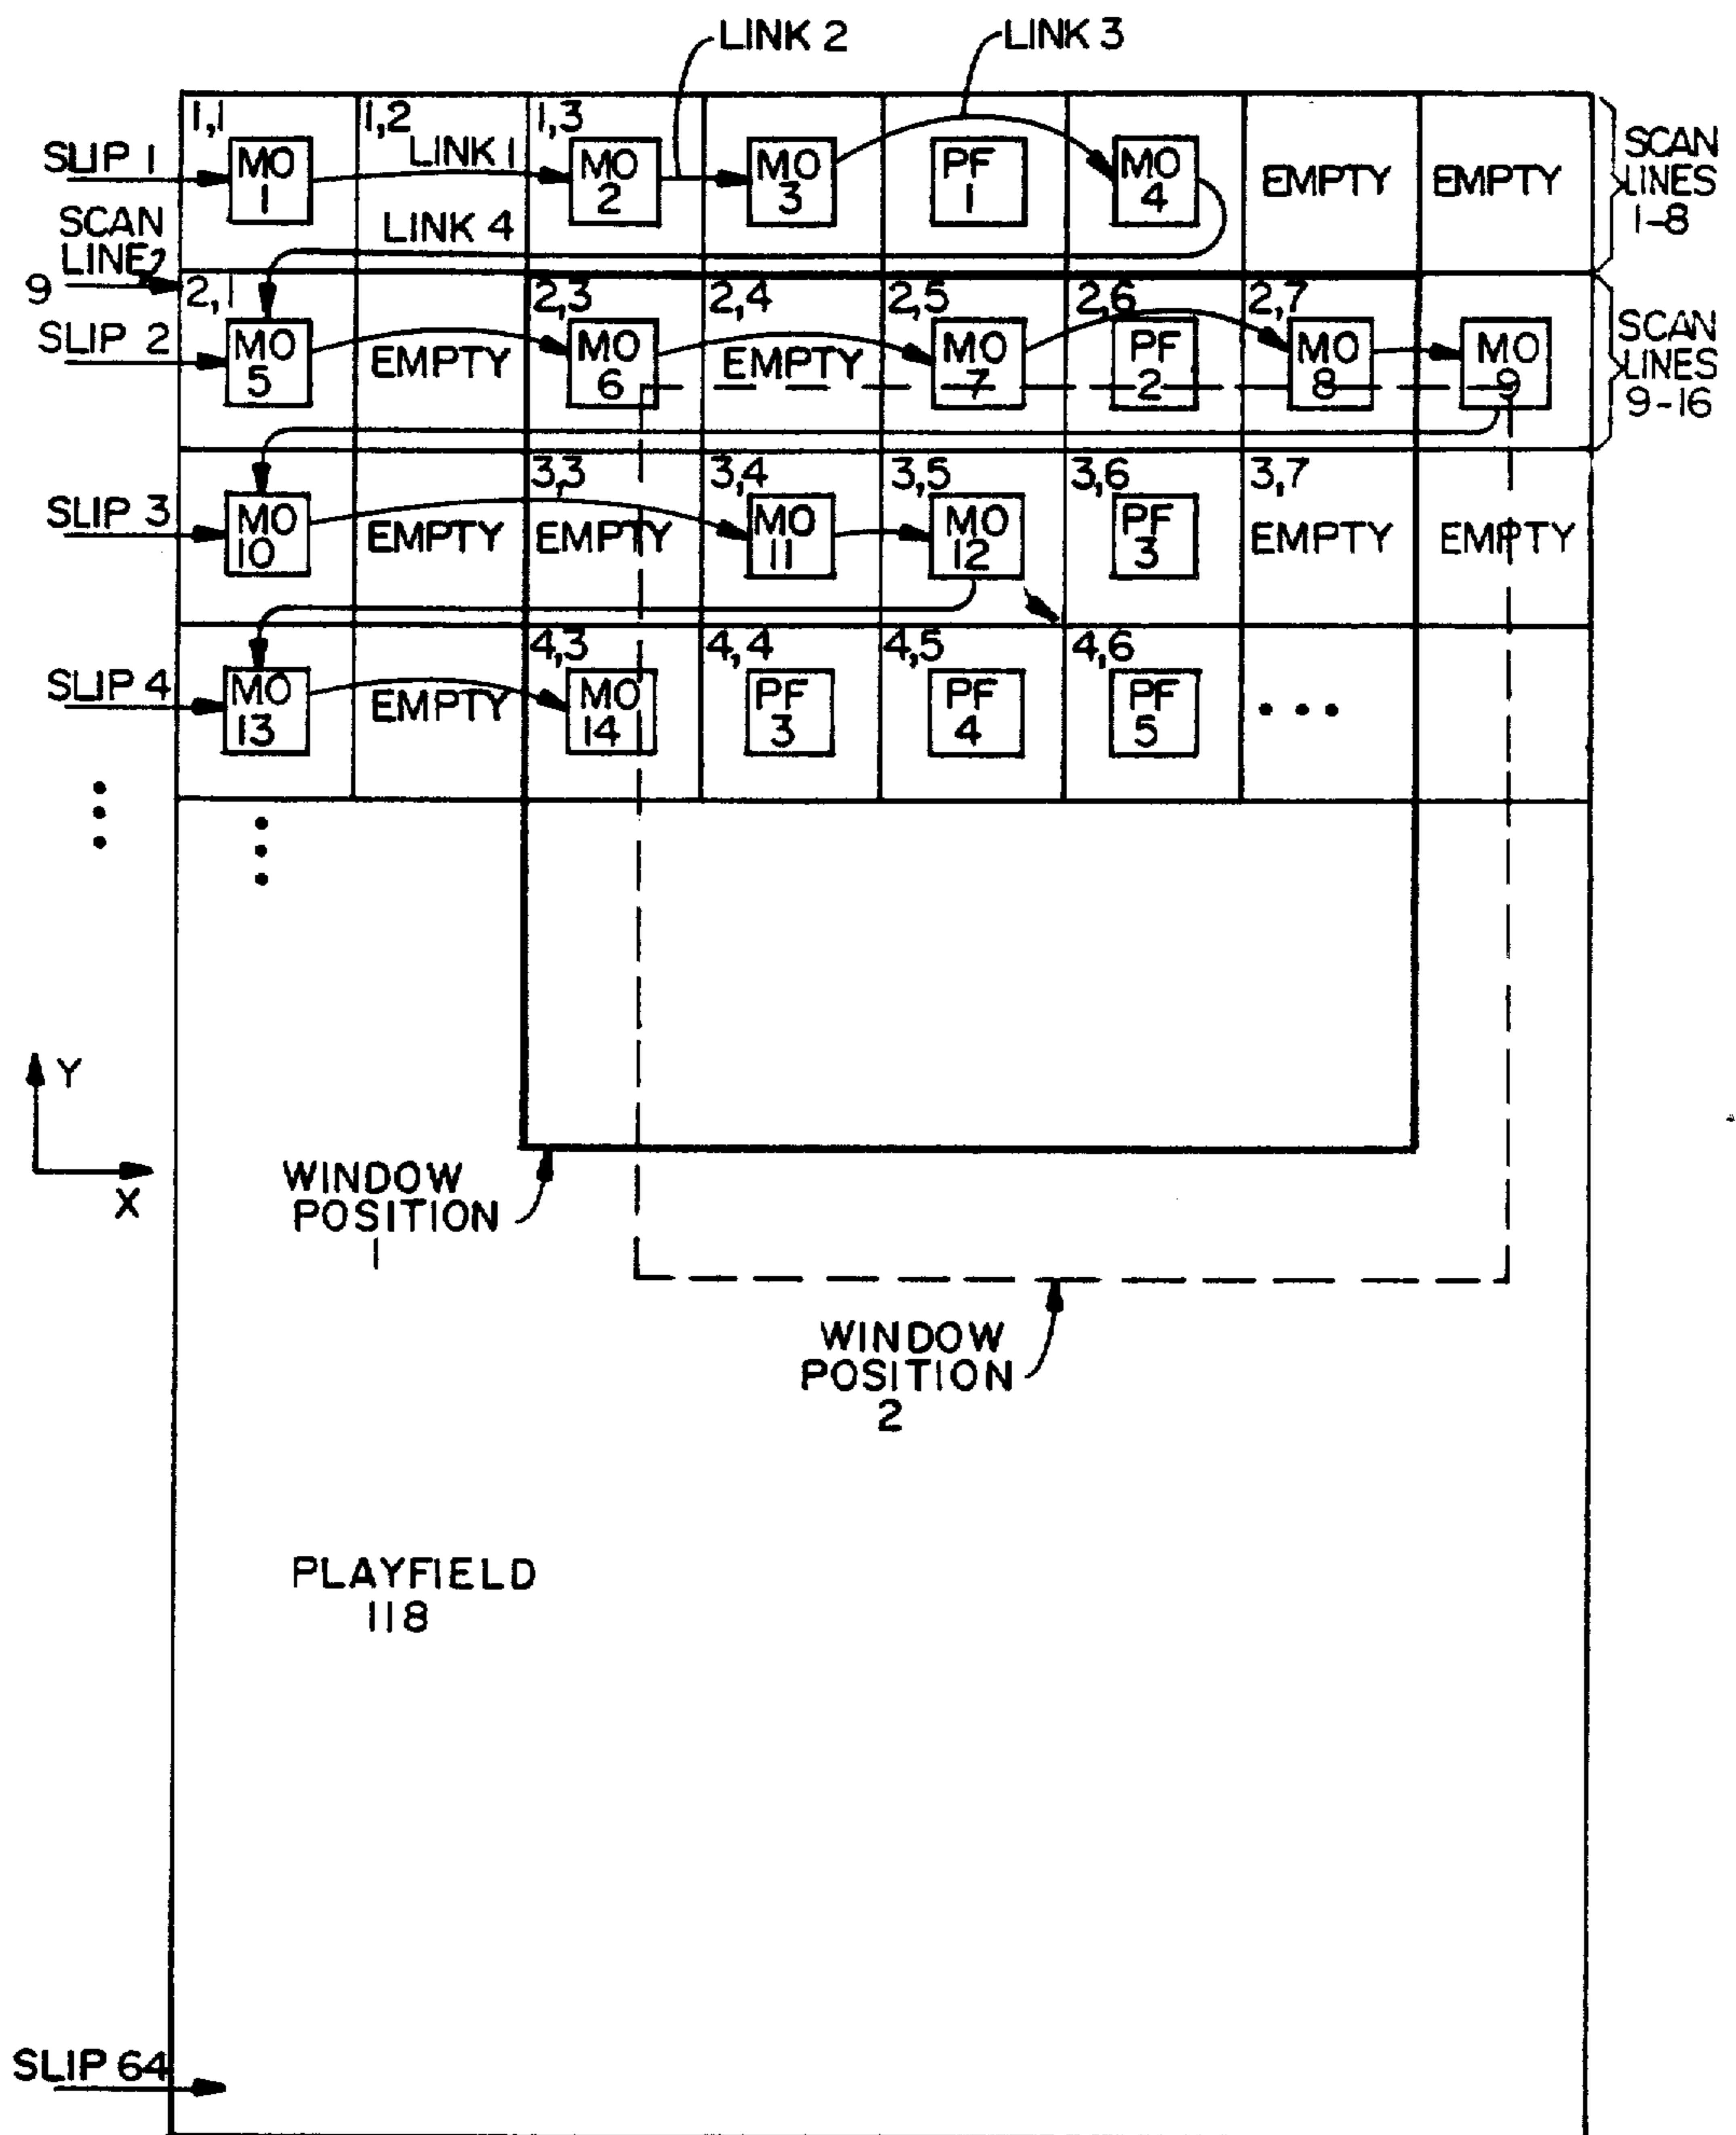 LINK 2
LINK 3
1,1
1,2
1,3
SLIP 1
MO 1
LINK 1
MO 2
MO 3
PF 1
MO 4
EMPTY
EMPTY
SCAN LINES 1-8
SCAN LINE 9
LINK 4
2,1
2,3
2,4
2,5
2,6
2,7
SLIP 2
MO 5
EMPTY
MO 6
EMPTY
MO 7
PF 2
MO 8
MO 9
SCAN LINES 9-16
3,3
3,4
3,5
3,6
3,7
SLIP 3
MO 10
EMPTY
EMPTY
MO 11
MO 12
PF 3
EMPTY
EMPTY
4,3
4,4
4,5
4,6
SLIP 4
MO 13
EMPTY
MO 14
PF 3
PF 4
PF 5
Y
X
WINDOW
POSITION
1
WINDOW
POSITION
2
PLAYFIELD
118
SLIP 64